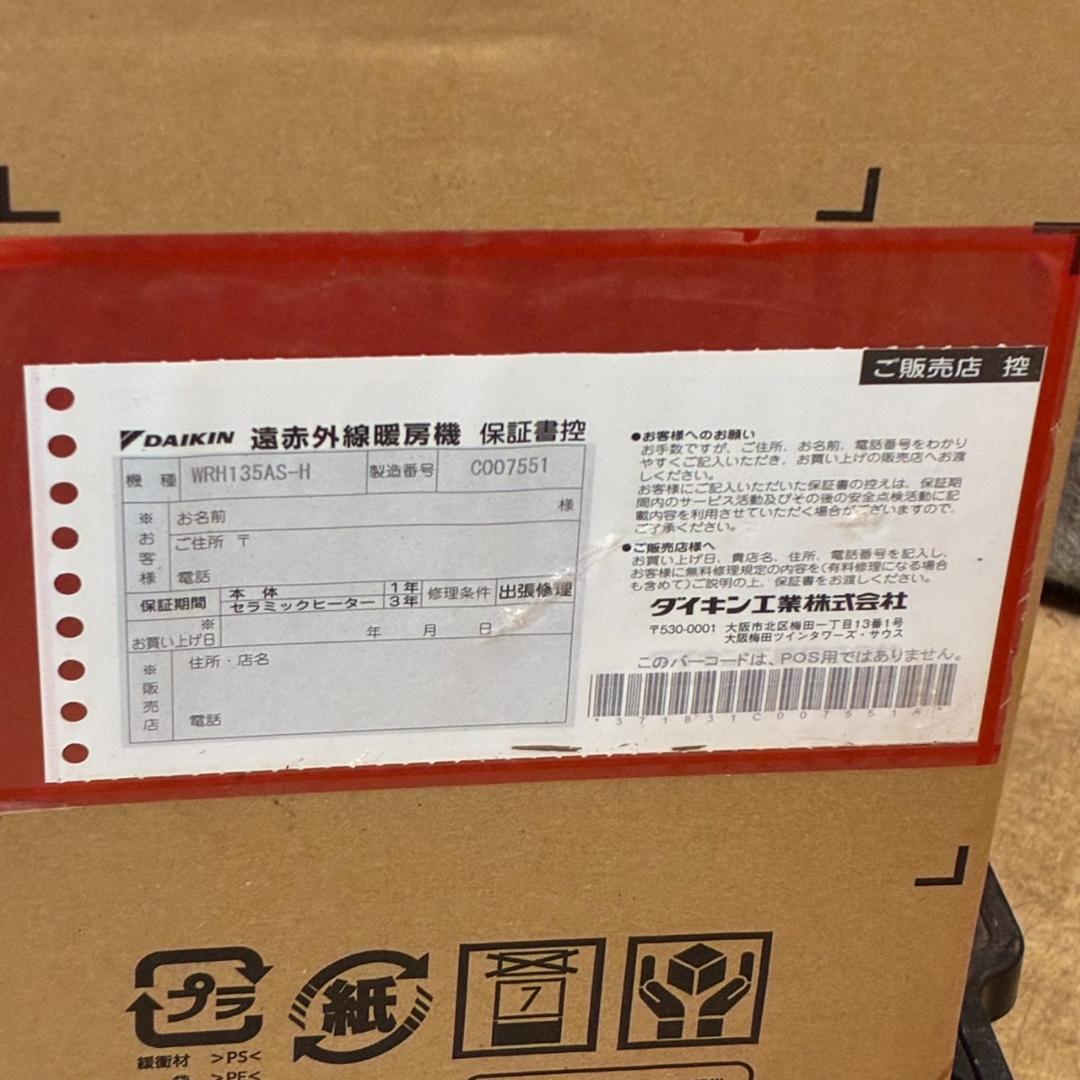 ご販売店 控
DAIKIN 遠赤外線暖房機 保証書控
機種 WRH135AS-H 製造番号 C007551
※お客様
お名前 様
ご住所 〒
電話
保証期間 本体 1年 修理条件 出張修理
セラミックヒーター 3年
※お買い上げ日 年 月 日
※販売店
住所・店名
電話
●お客様へのお願い
お手数ですが、ご住所、お名前、電話番号をわかり
やすくご記入いただき、お買い上げの販売店へお渡
しください。
お客様にご記入いただいた保証書の控えは、保証期
間内のサービス活動及びその後の安全点検活動に記
載内容を利用させていただく場合がございますので、
ご了承ください。
●ご販売店様へ
お買い上げ日、貴店名、住所、電話番号を記入し、
お客様に無料修理規定の内容を(有料修理になる場合
も含めて)ご説明の上、保証書をお渡しください。
ダイキン工業株式会社
〒530-0001 大阪市北区梅田一丁目13番1号
大阪梅田ツインタワーズ・サウス
このバーコードは、POS用ではありません。
*371831C007551A*
プラ
紙
7
緩衝材 >PS<
袋 >PE<